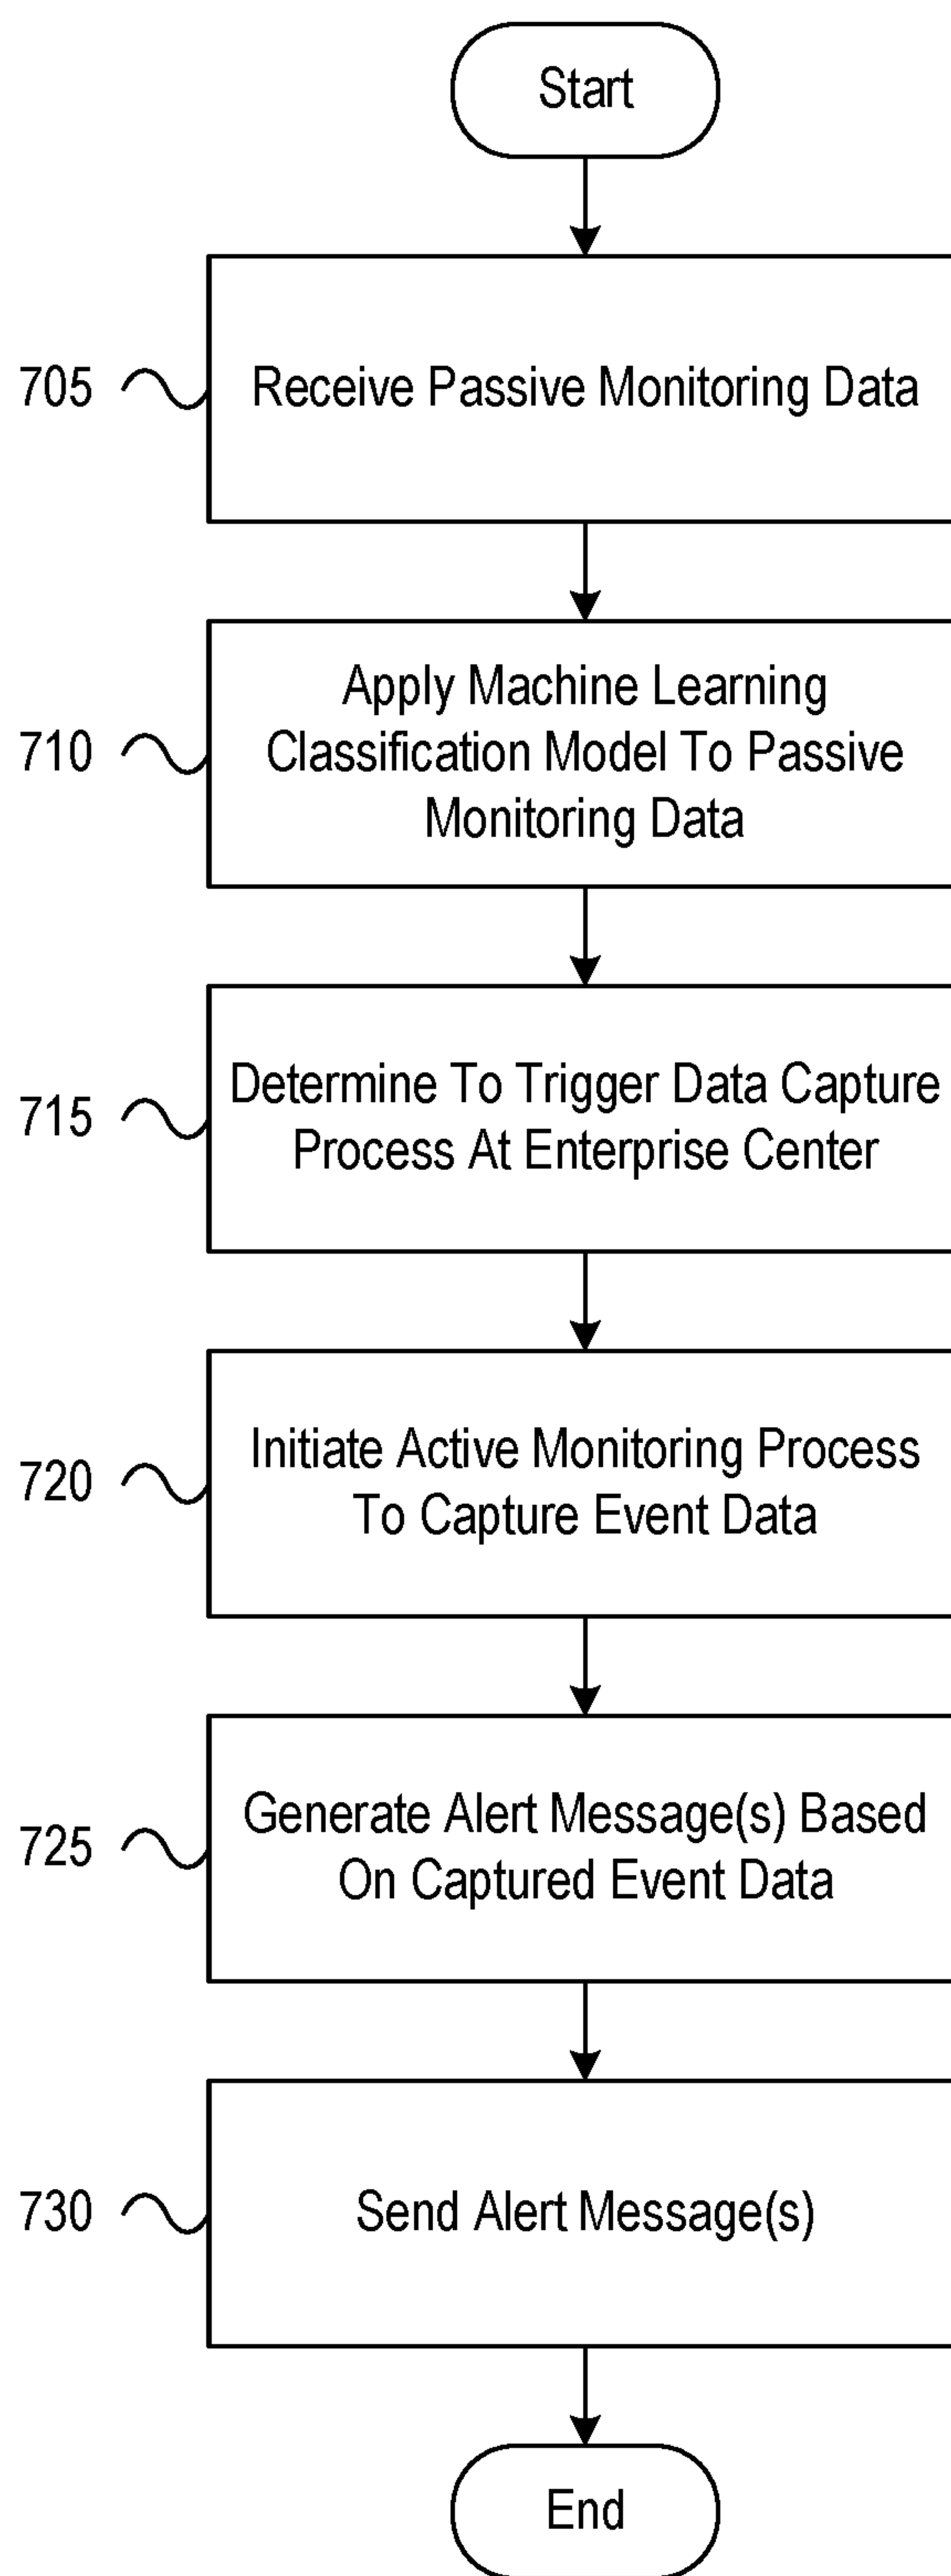 Start
705
Receive Passive Monitoring Data
710
Apply Machine Learning
Classification Model To Passive
Monitoring Data
715
Determine To Trigger Data Capture
Process At Enterprise Center
720
Initiate Active Monitoring Process
To Capture Event Data
725
Generate Alert Message(s) Based
On Captured Event Data
730
Send Alert Message(s)
End